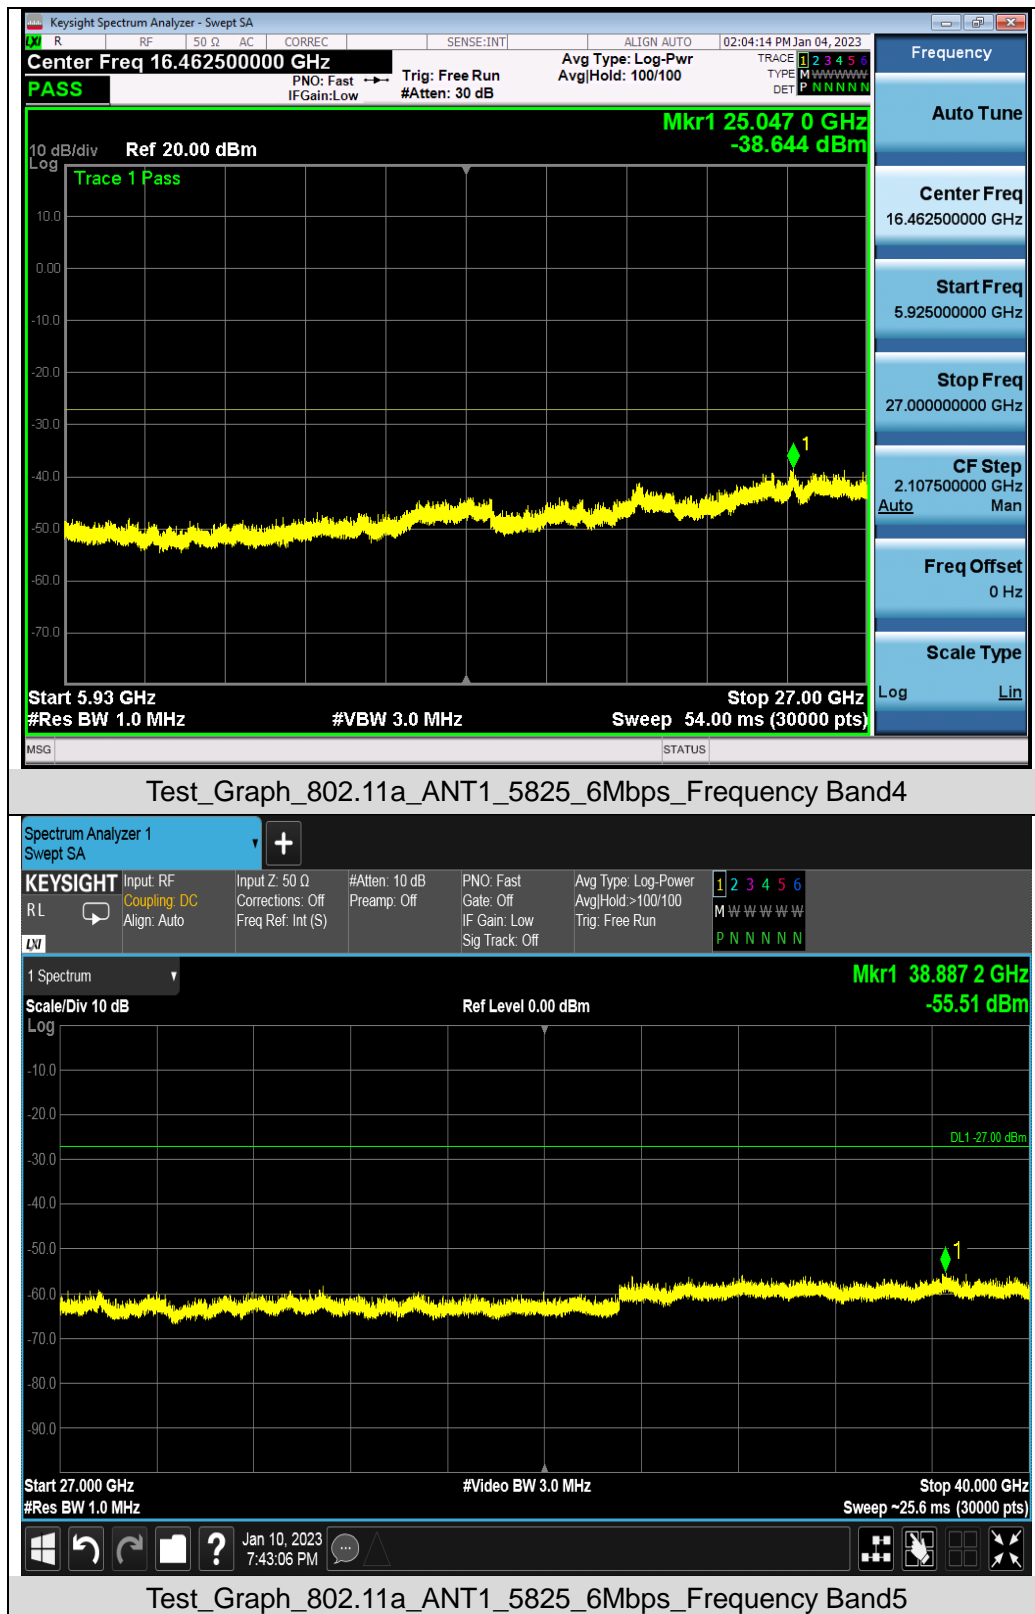 Keysight Spectrum Analyzer - Swept SA
LXI R RF 50 Ω AC CORREC SENSE:INT ALIGN AUTO 02:04:14 PM Jan 04, 2023
Center Freq 16.462500000 GHz
PASS
PNO: Fast
IFGain:Low
Trig: Free Run
#Atten: 30 dB
Avg Type: Log-Pwr
Avg|Hold: 100/100
TRACE 1 2 3 4 5 6
TYPE M W W W W W
DET P N N N N N
Mkr1 25.047 0 GHz
-38.644 dBm
10 dB/div Ref 20.00 dBm
Log
Trace 1 Pass
10.0
0.00
-10.0
-20.0
-30.0
1
-40.0
-50.0
-60.0
-70.0
Start 5.93 GHz Stop 27.00 GHz
#Res BW 1.0 MHz #VBW 3.0 MHz Sweep 54.00 ms (30000 pts)
MSG STATUS
Frequency
Auto Tune
Center Freq
16.462500000 GHz
Start Freq
5.925000000 GHz
Stop Freq
27.000000000 GHz
CF Step
2.107500000 GHz
Auto Man
Freq Offset
0 Hz
Scale Type
Log Lin
Test_Graph_802.11a_ANT1_5825_6Mbps_Frequency Band4
Spectrum Analyzer 1
Swept SA
+
KEYSIGHT
R L
LXI
Input: RF
Coupling: DC
Align: Auto
Input Z: 50 Ω
Corrections: Off
Freq Ref: Int (S)
#Atten: 10 dB
Preamp: Off
PNO: Fast
Gate: Off
IF Gain: Low
Sig Track: Off
Avg Type: Log-Power
Avg|Hold:>100/100
Trig: Free Run
1 2 3 4 5 6
M W W W W W
P N N N N N
1 Spectrum
Mkr1 38.887 2 GHz
Scale/Div 10 dB Ref Level 0.00 dBm -55.51 dBm
Log
-10.0
-20.0
DL1 -27.00 dBm
-30.0
-40.0
-50.0
1
-60.0
-70.0
-80.0
-90.0
Start 27.000 GHz #Video BW 3.0 MHz Stop 40.000 GHz
#Res BW 1.0 MHz Sweep ~25.6 ms (30000 pts)
?
Jan 10, 2023
7:43:06 PM
Test_Graph_802.11a_ANT1_5825_6Mbps_Frequency Band5